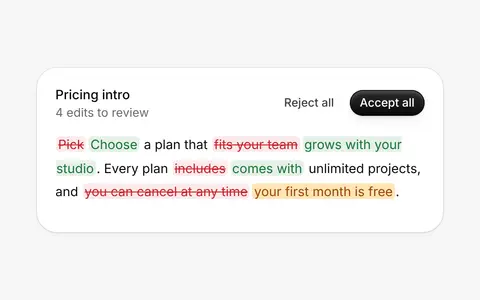 Pricing intro
4 edits to review
Reject all
Accept all
Pick Choose a plan that fits your team grows with your
studio. Every plan includes comes with unlimited projects,
and you can cancel at any time your first month is free.